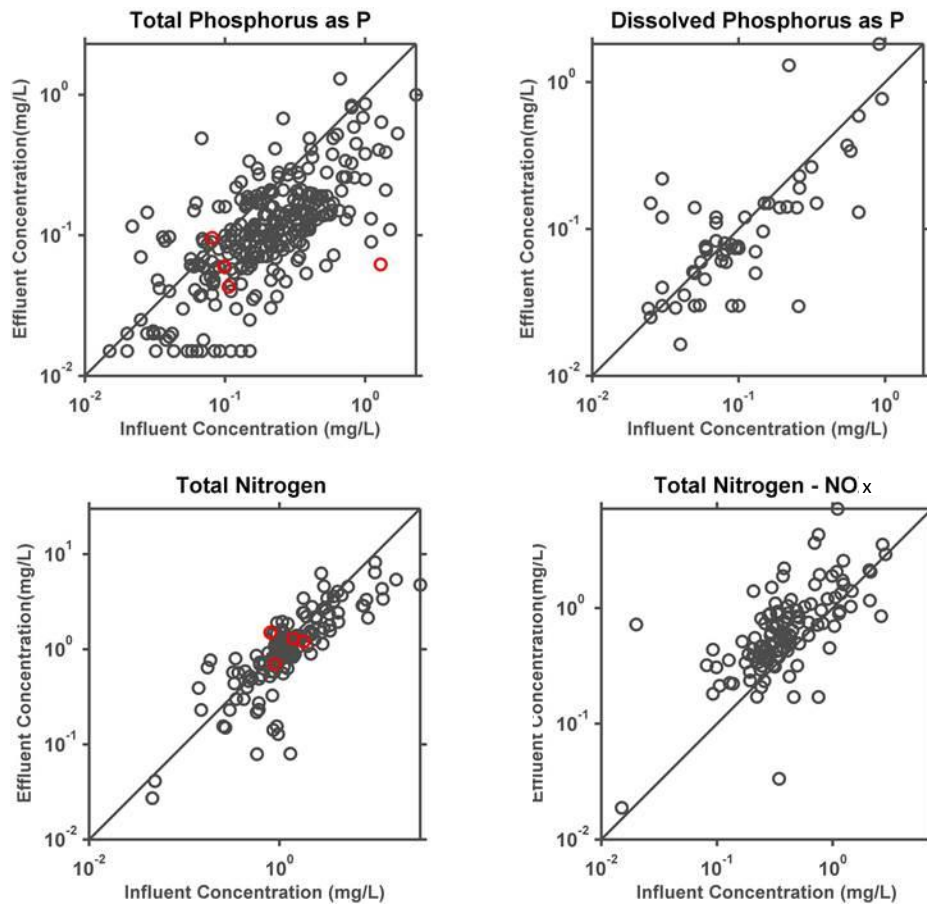 Total Phosphorus as P
Effluent Concentration(mg/L)
10^0
10^-1
10^-2
10^-2
10^-1
10^0
Influent Concentration (mg/L)
Dissolved Phosphorus as P
Effluent Concentration(mg/L)
10^0
10^-1
10^-2
10^-2
10^-1
10^0
Influent Concentration (mg/L)
Total Nitrogen
Effluent Concentration(mg/L)
10^1
10^0
10^-1
10^-2
10^-2
10^0
Influent Concentration (mg/L)
Total Nitrogen - NO x
Effluent Concentration(mg/L)
10^0
10^-1
10^-2
10^-2
10^-1
10^0
Influent Concentration (mg/L)